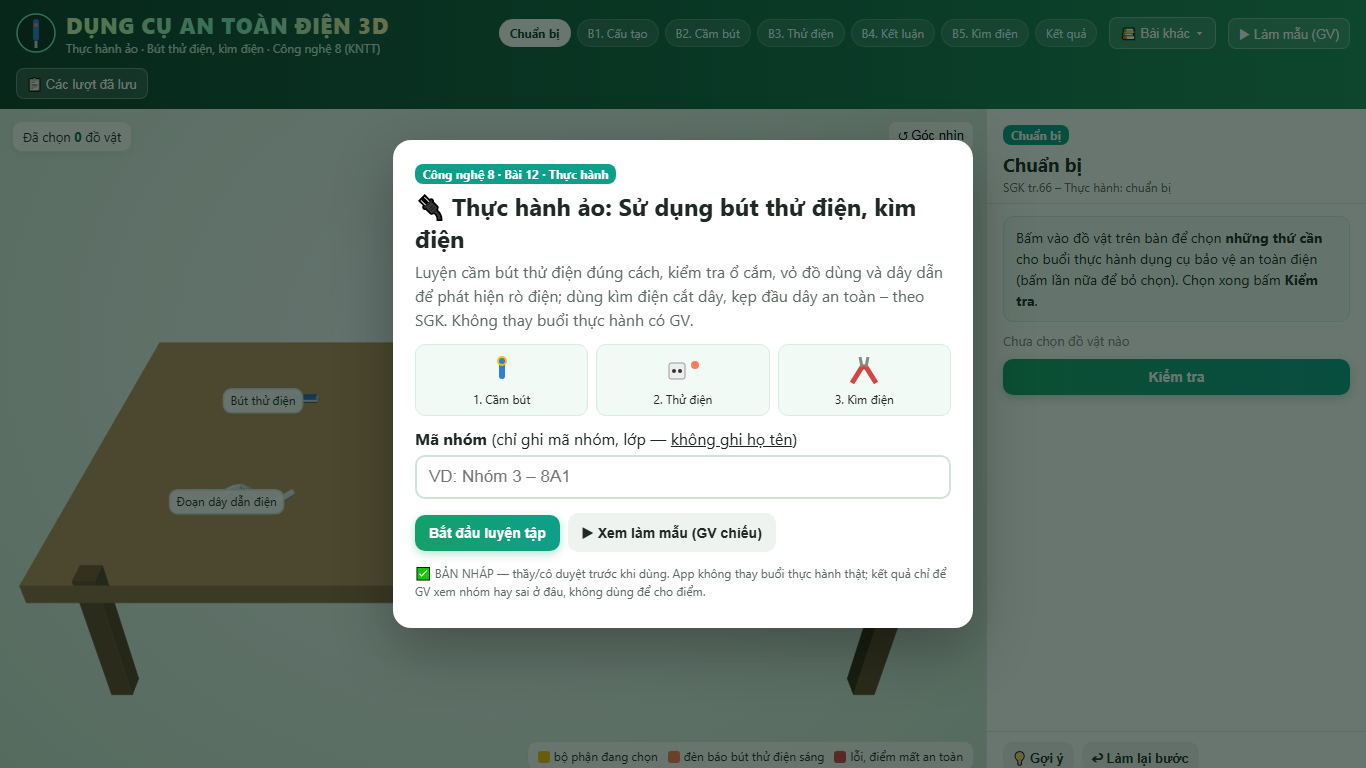 DỤNG CỤ AN TOÀN ĐIỆN 3D
Thực hành ảo · Bút thử điện, kìm điện · Công nghệ 8 (KNTT)
Chuẩn bị
B1. Cấu tạo
B2. Cầm bút
B3. Thử điện
B4. Kết luận
B5. Kìm điện
Kết quả
Bài khác
Làm mẫu (GV)
Các lượt đã lưu
Đã chọn 0 đồ vật
Góc nhìn
Bút thử điện
Đoạn dây dẫn điện
Công nghệ 8 · Bài 12 · Thực hành
Thực hành ảo: Sử dụng bút thử điện, kìm
điện
Luyện cầm bút thử điện đúng cách, kiểm tra ổ cắm, vỏ đồ dùng và dây dẫn
để phát hiện rò điện; dùng kìm điện cắt dây, kẹp đầu dây an toàn – theo
SGK. Không thay buổi thực hành có GV.
1. Cầm bút
2. Thử điện
3. Kìm điện
Mã nhóm (chỉ ghi mã nhóm, lớp — không ghi họ tên)
VD: Nhóm 3 – 8A1
Bắt đầu luyện tập
Xem làm mẫu (GV chiếu)
BẢN NHÁP — thầy/cô duyệt trước khi dùng. App không thay buổi thực hành thật; kết quả chỉ để
GV xem nhóm hay sai ở đâu, không dùng để cho điểm.
bộ phận đang chọn
đèn báo bút thử điện sáng
lỗi, điểm mất an toàn
Chuẩn bị
Chuẩn bị
SGK tr.66 – Thực hành: chuẩn bị
Bấm vào đồ vật trên bàn để chọn những thứ cần
cho buổi thực hành dụng cụ bảo vệ an toàn điện
(bấm lần nữa để bỏ chọn). Chọn xong bấm Kiểm
tra.
Chưa chọn đồ vật nào
Kiểm tra
Gợi ý
Làm lại bước